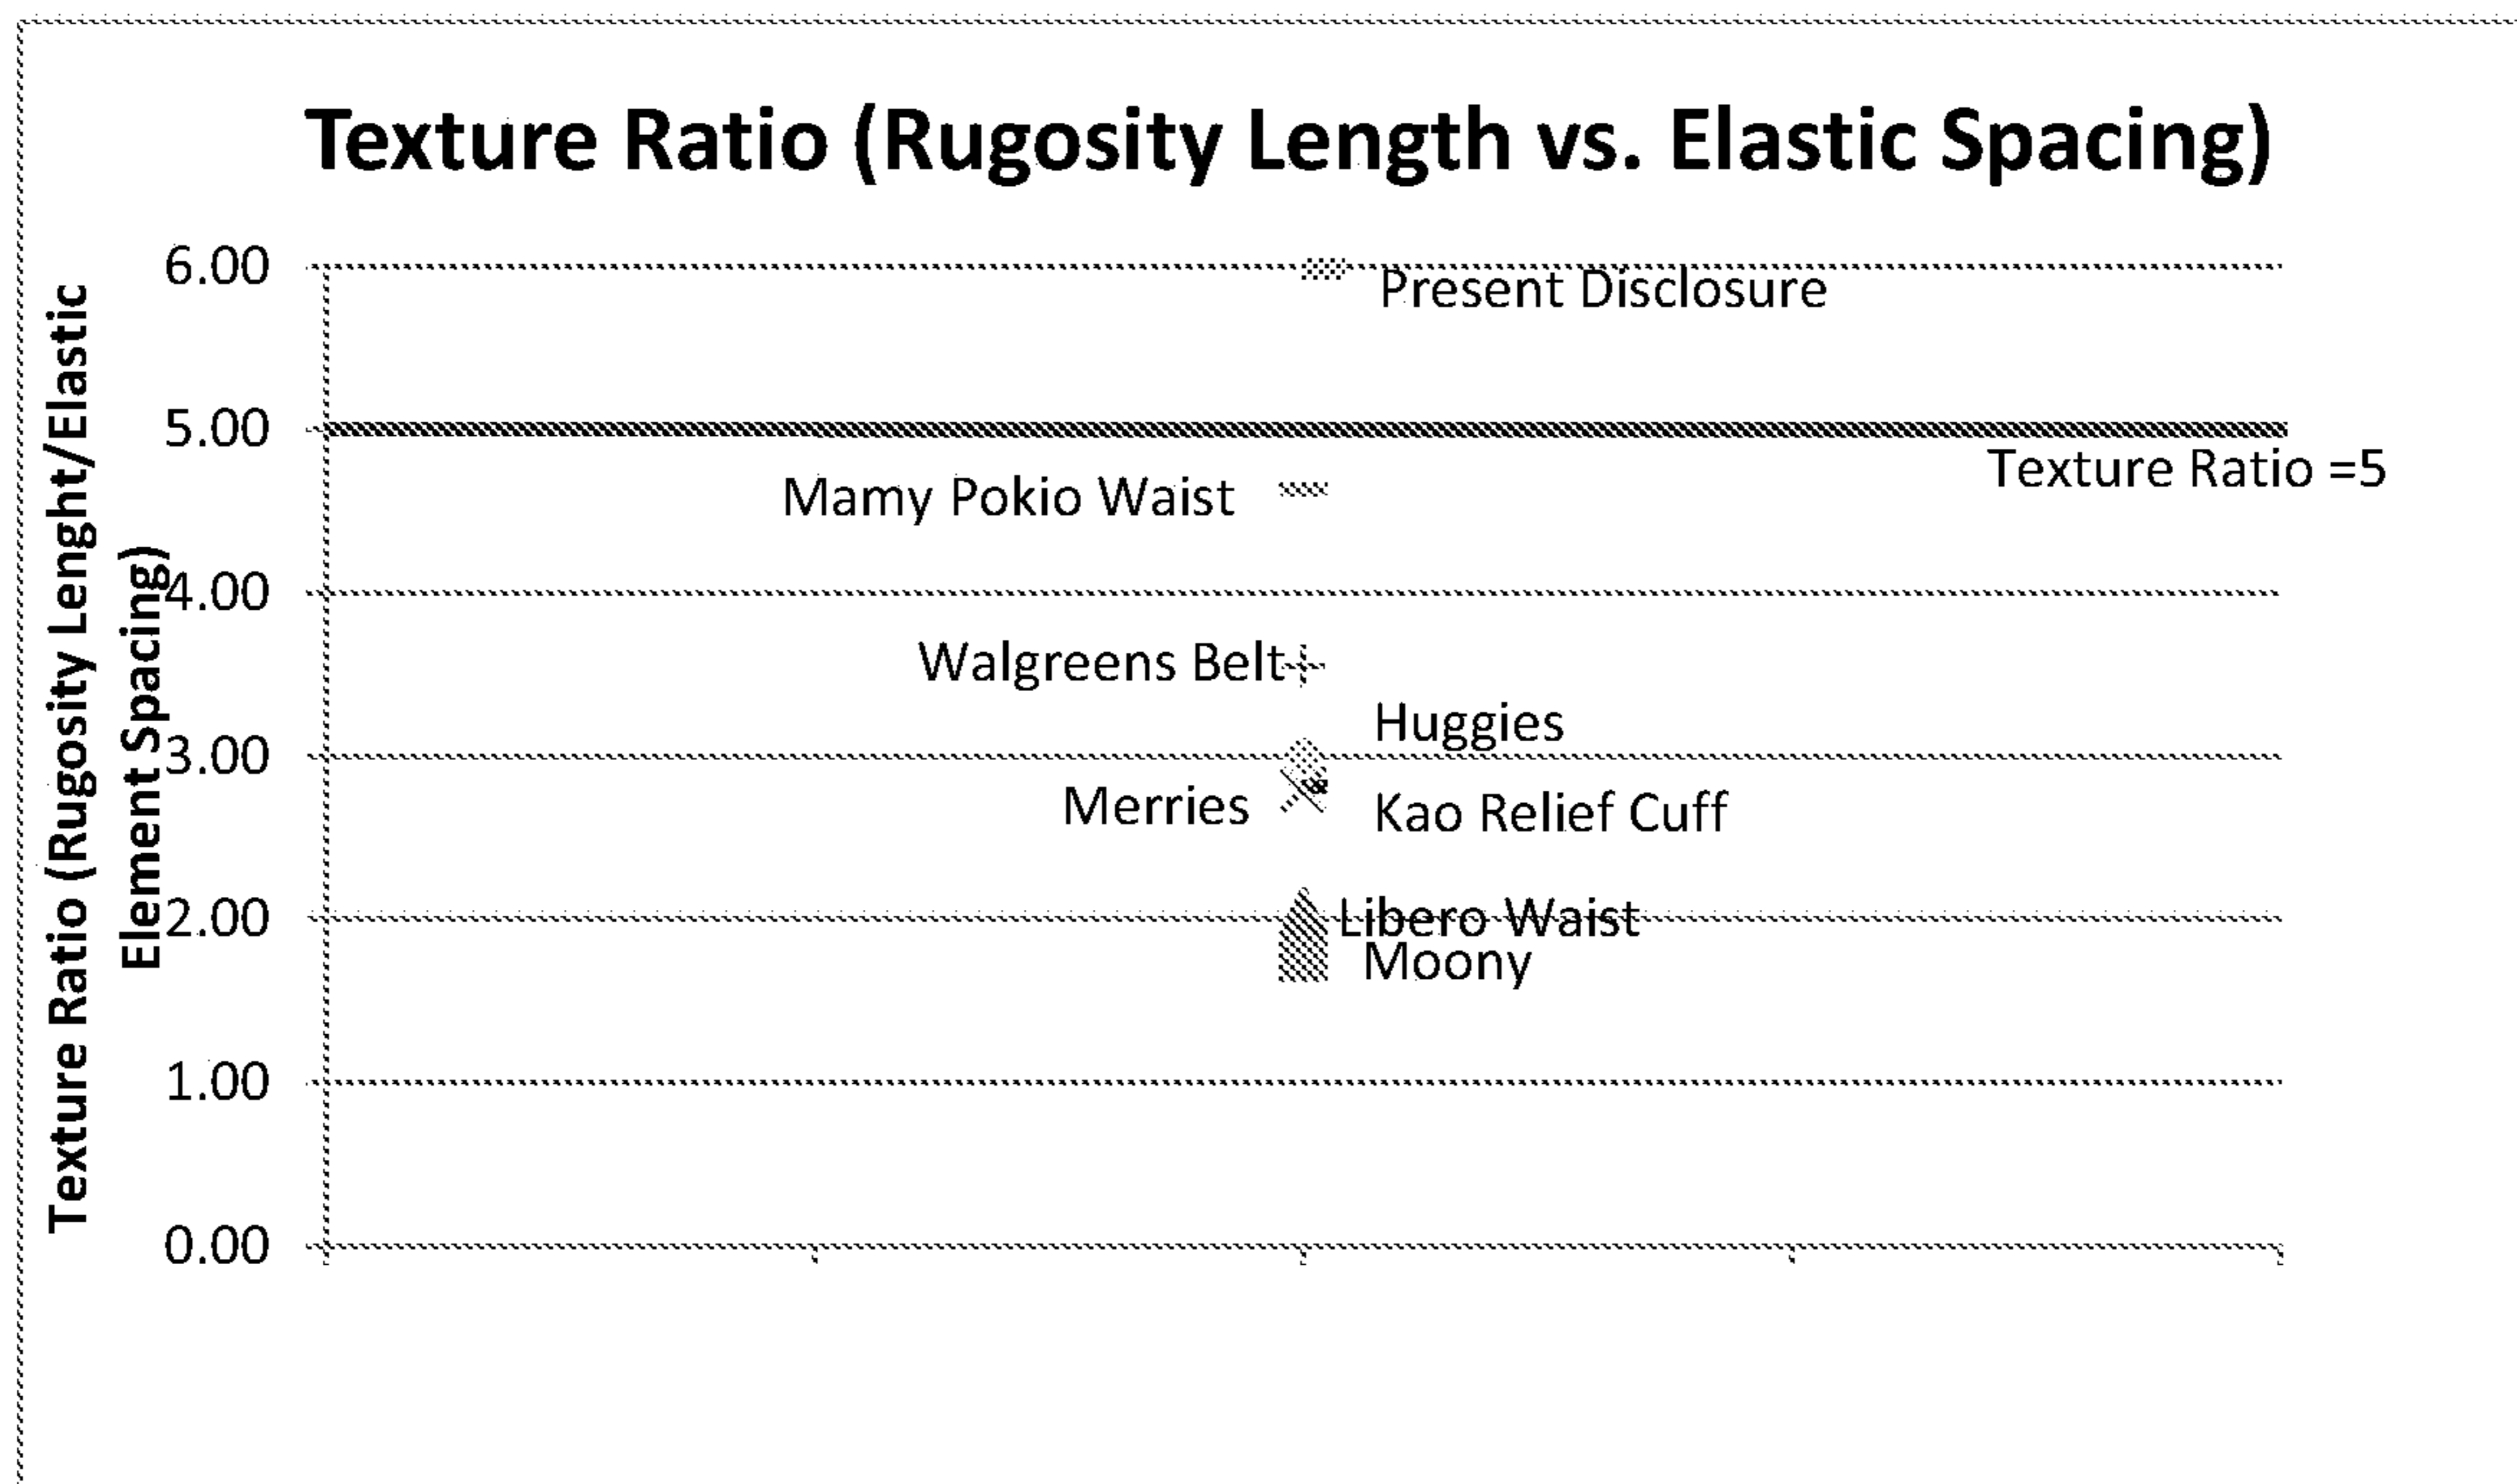 Texture Ratio (Rugosity Length vs. Elastic Spacing)
Texture Ratio (Rugosity Lenght/Elastic
Element Spacing)
6.00
5.00
4.00
3.00
2.00
1.00
0.00
Present Disclosure
Texture Ratio =5
Mamy Pokio Waist
Walgreens Belt
Huggies
Merries
Kao Relief Cuff
Libero Waist
Moony